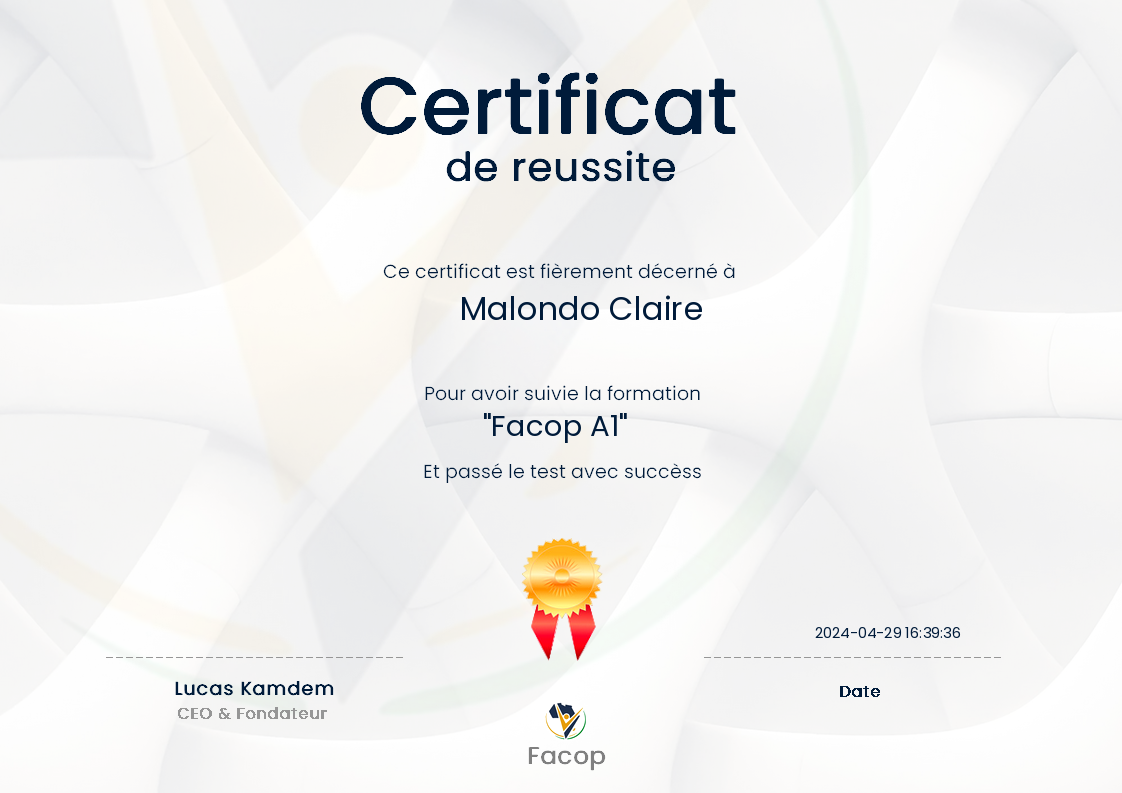 Certificat
de reussite
Ce certificat est fièrement décerné à
Malondo Claire
Pour avoir suivie la formation
"Facop A1"
Et passé le test avec succèss
2024-04-29 16:39:36
Lucas Kamdem
CEO & Fondateur
Date
Facop